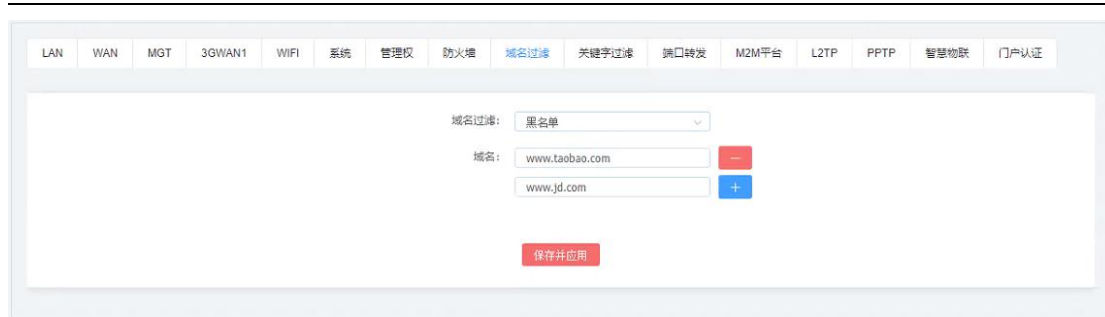 LAN WAN MGT 3GWAN1 WIFI 系统 管理权 防火墙 域名过滤 关键字过滤 端口转发 M2M平台 L2TP PPTP 智慧物联 门户认证
域名过滤: 黑名单
域名: www.taobao.com −
www.jd.com +
保存并应用